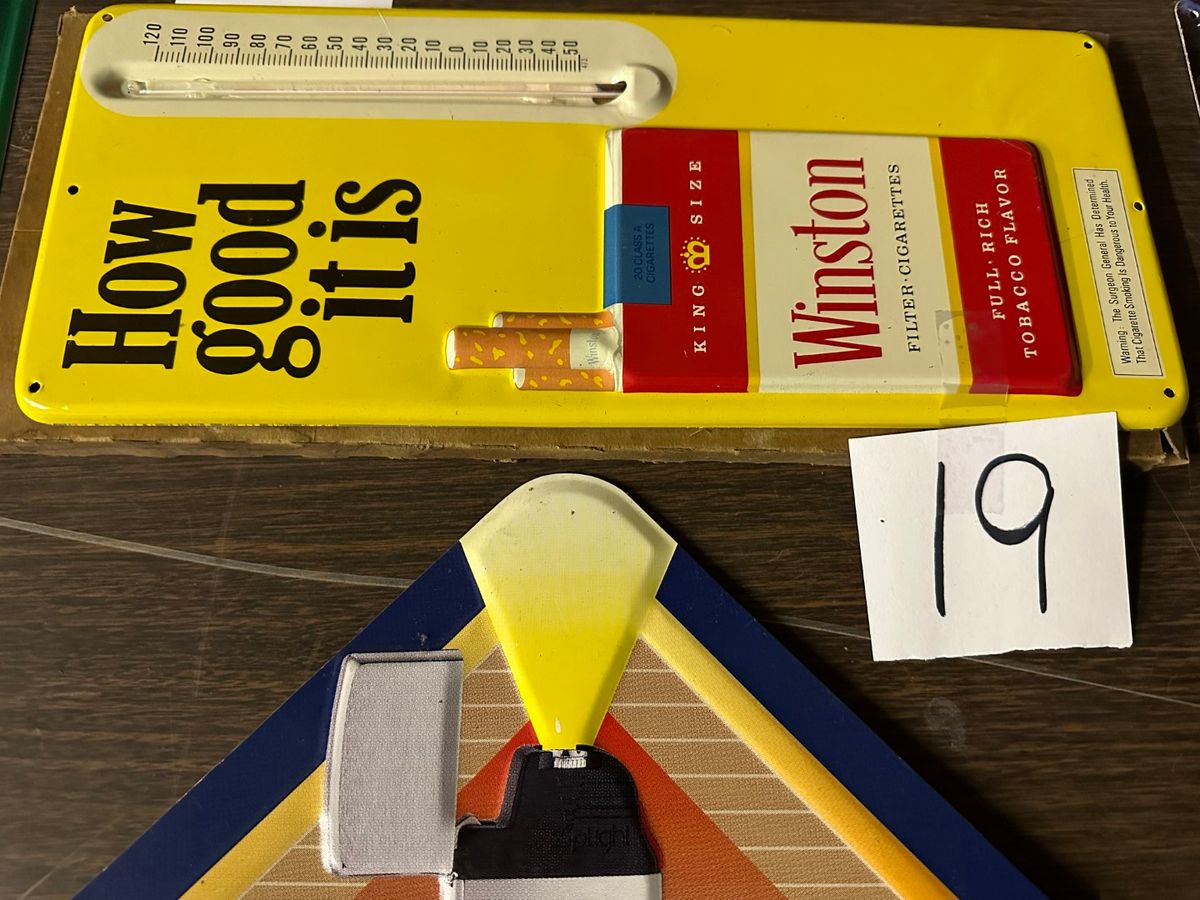 120 110 100 90 80 70 60 50 40 30 20 10 0 10 20 30 40 50
How
good
it is
20 CLASS A
CIGARETTES
KING SIZE
Winston
FILTER·CIGARETTES
FULL·RICH
TOBACCO FLAVOR
Warning: The Surgeon General Has Determined
That Cigarette Smoking Is Dangerous to Your Health.
19